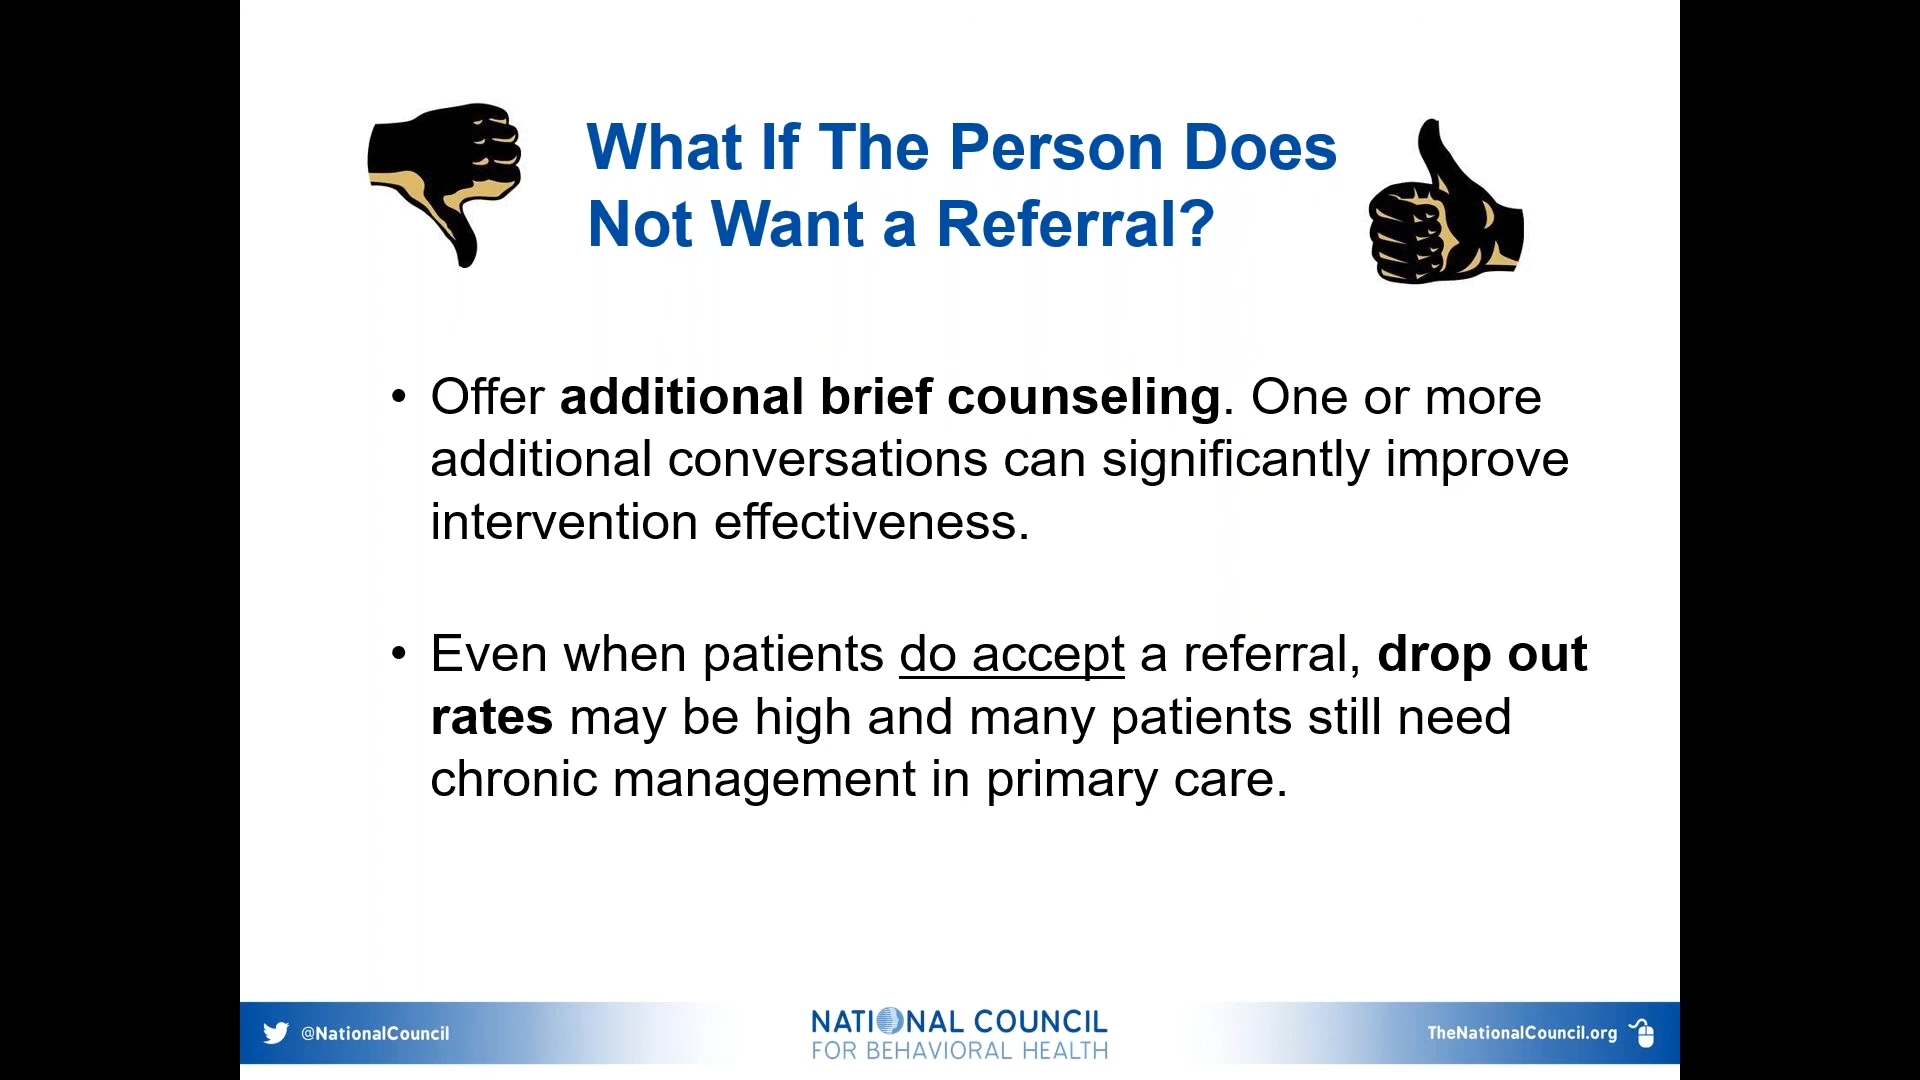 What If The Person Does
Not Want a Referral?
• Offer additional brief counseling. One or more
additional conversations can significantly improve
intervention effectiveness.
• Even when patients do accept a referral, drop out
rates may be high and many patients still need
chronic management in primary care.
@NationalCouncil
NATIONAL COUNCIL
FOR BEHAVIORAL HEALTH
TheNationalCouncil.org